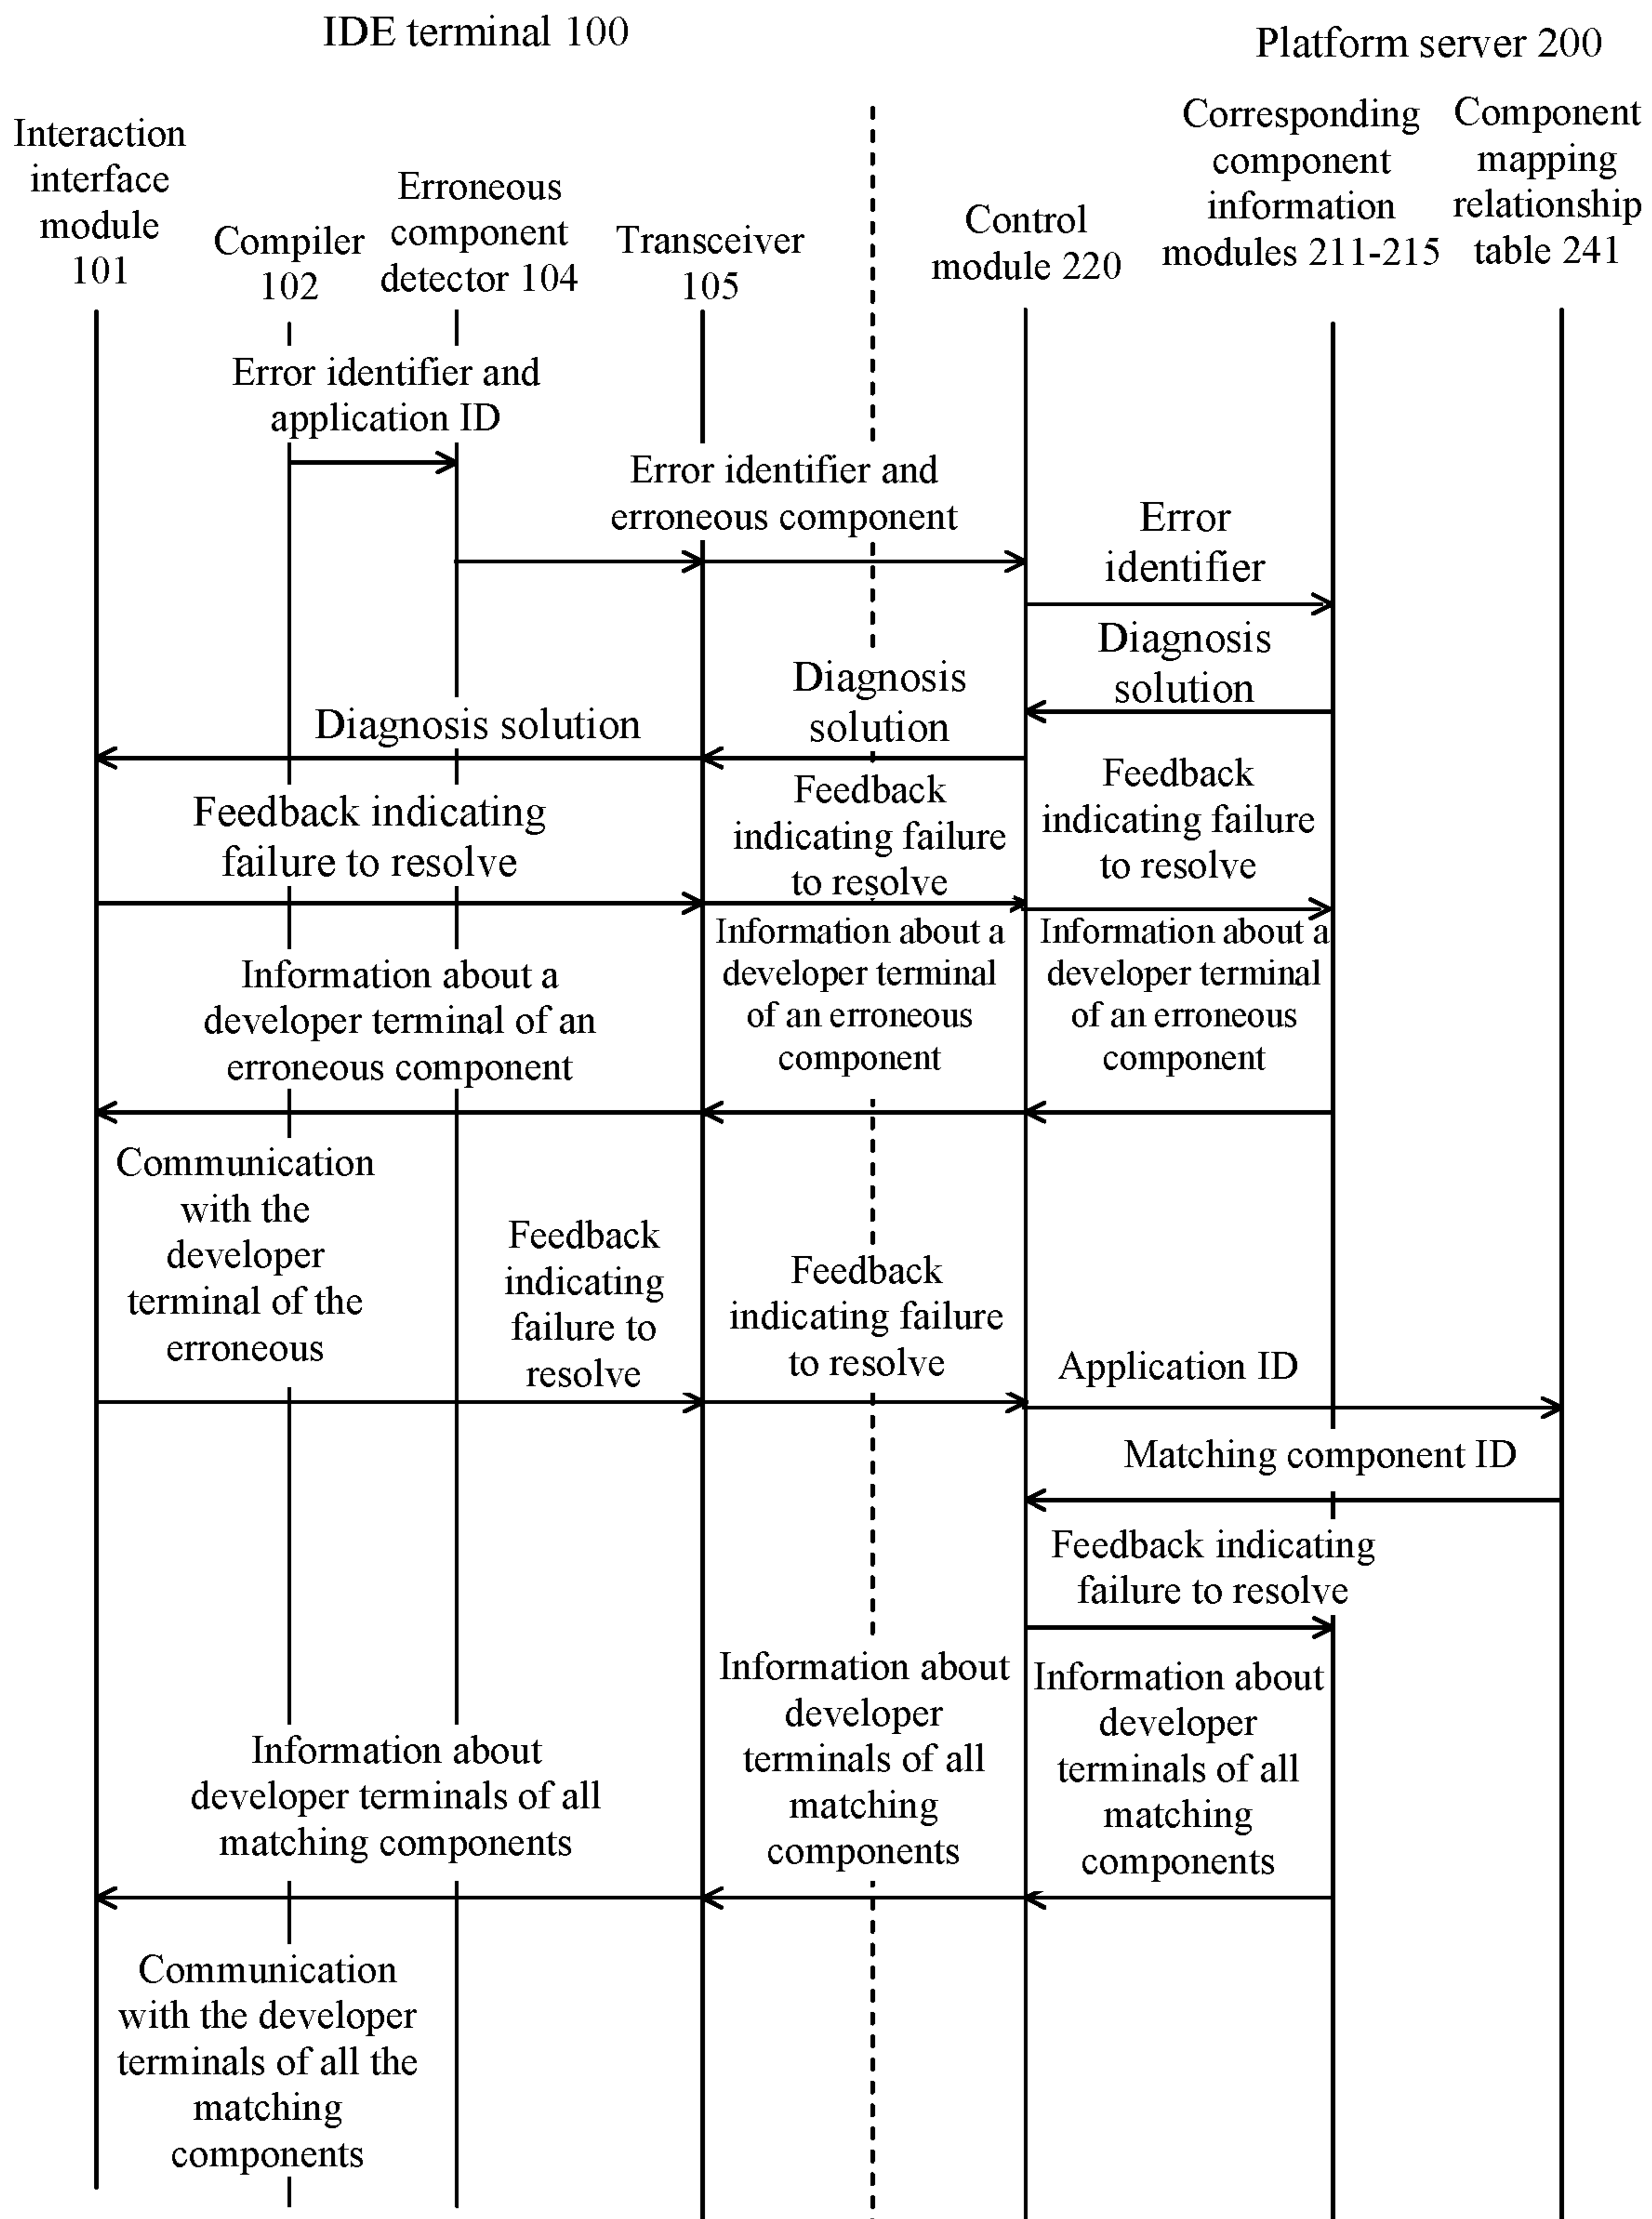 IDE terminal 100
Platform server 200
Interaction
interface
module
101
Compiler
102
Erroneous
component
detector 104
Transceiver
105
Control
module 220
Corresponding
component
information
modules 211-215
Component
mapping
relationship
table 241
Error identifier and
application ID
Error identifier and
erroneous component
Error
identifier
Diagnosis
solution
Diagnosis
solution
Diagnosis solution
Feedback indicating
failure to resolve
Feedback
indicating failure
to resolve
Feedback
indicating failure
to resolve
Information about a
developer terminal of an
erroneous component
Information about a
developer terminal
of an erroneous
component
Information about a
developer terminal
of an erroneous
component
Communication
with the
developer
terminal of the
erroneous
Feedback
indicating
failure to
resolve
Feedback
indicating failure
to resolve
Application ID
Matching component ID
Feedback indicating
failure to resolve
Information about
developer terminals of all
matching components
Information about
developer
terminals of all
matching
components
Information about
developer
terminals of all
matching
components
Communication
with the developer
terminals of all the
matching
components